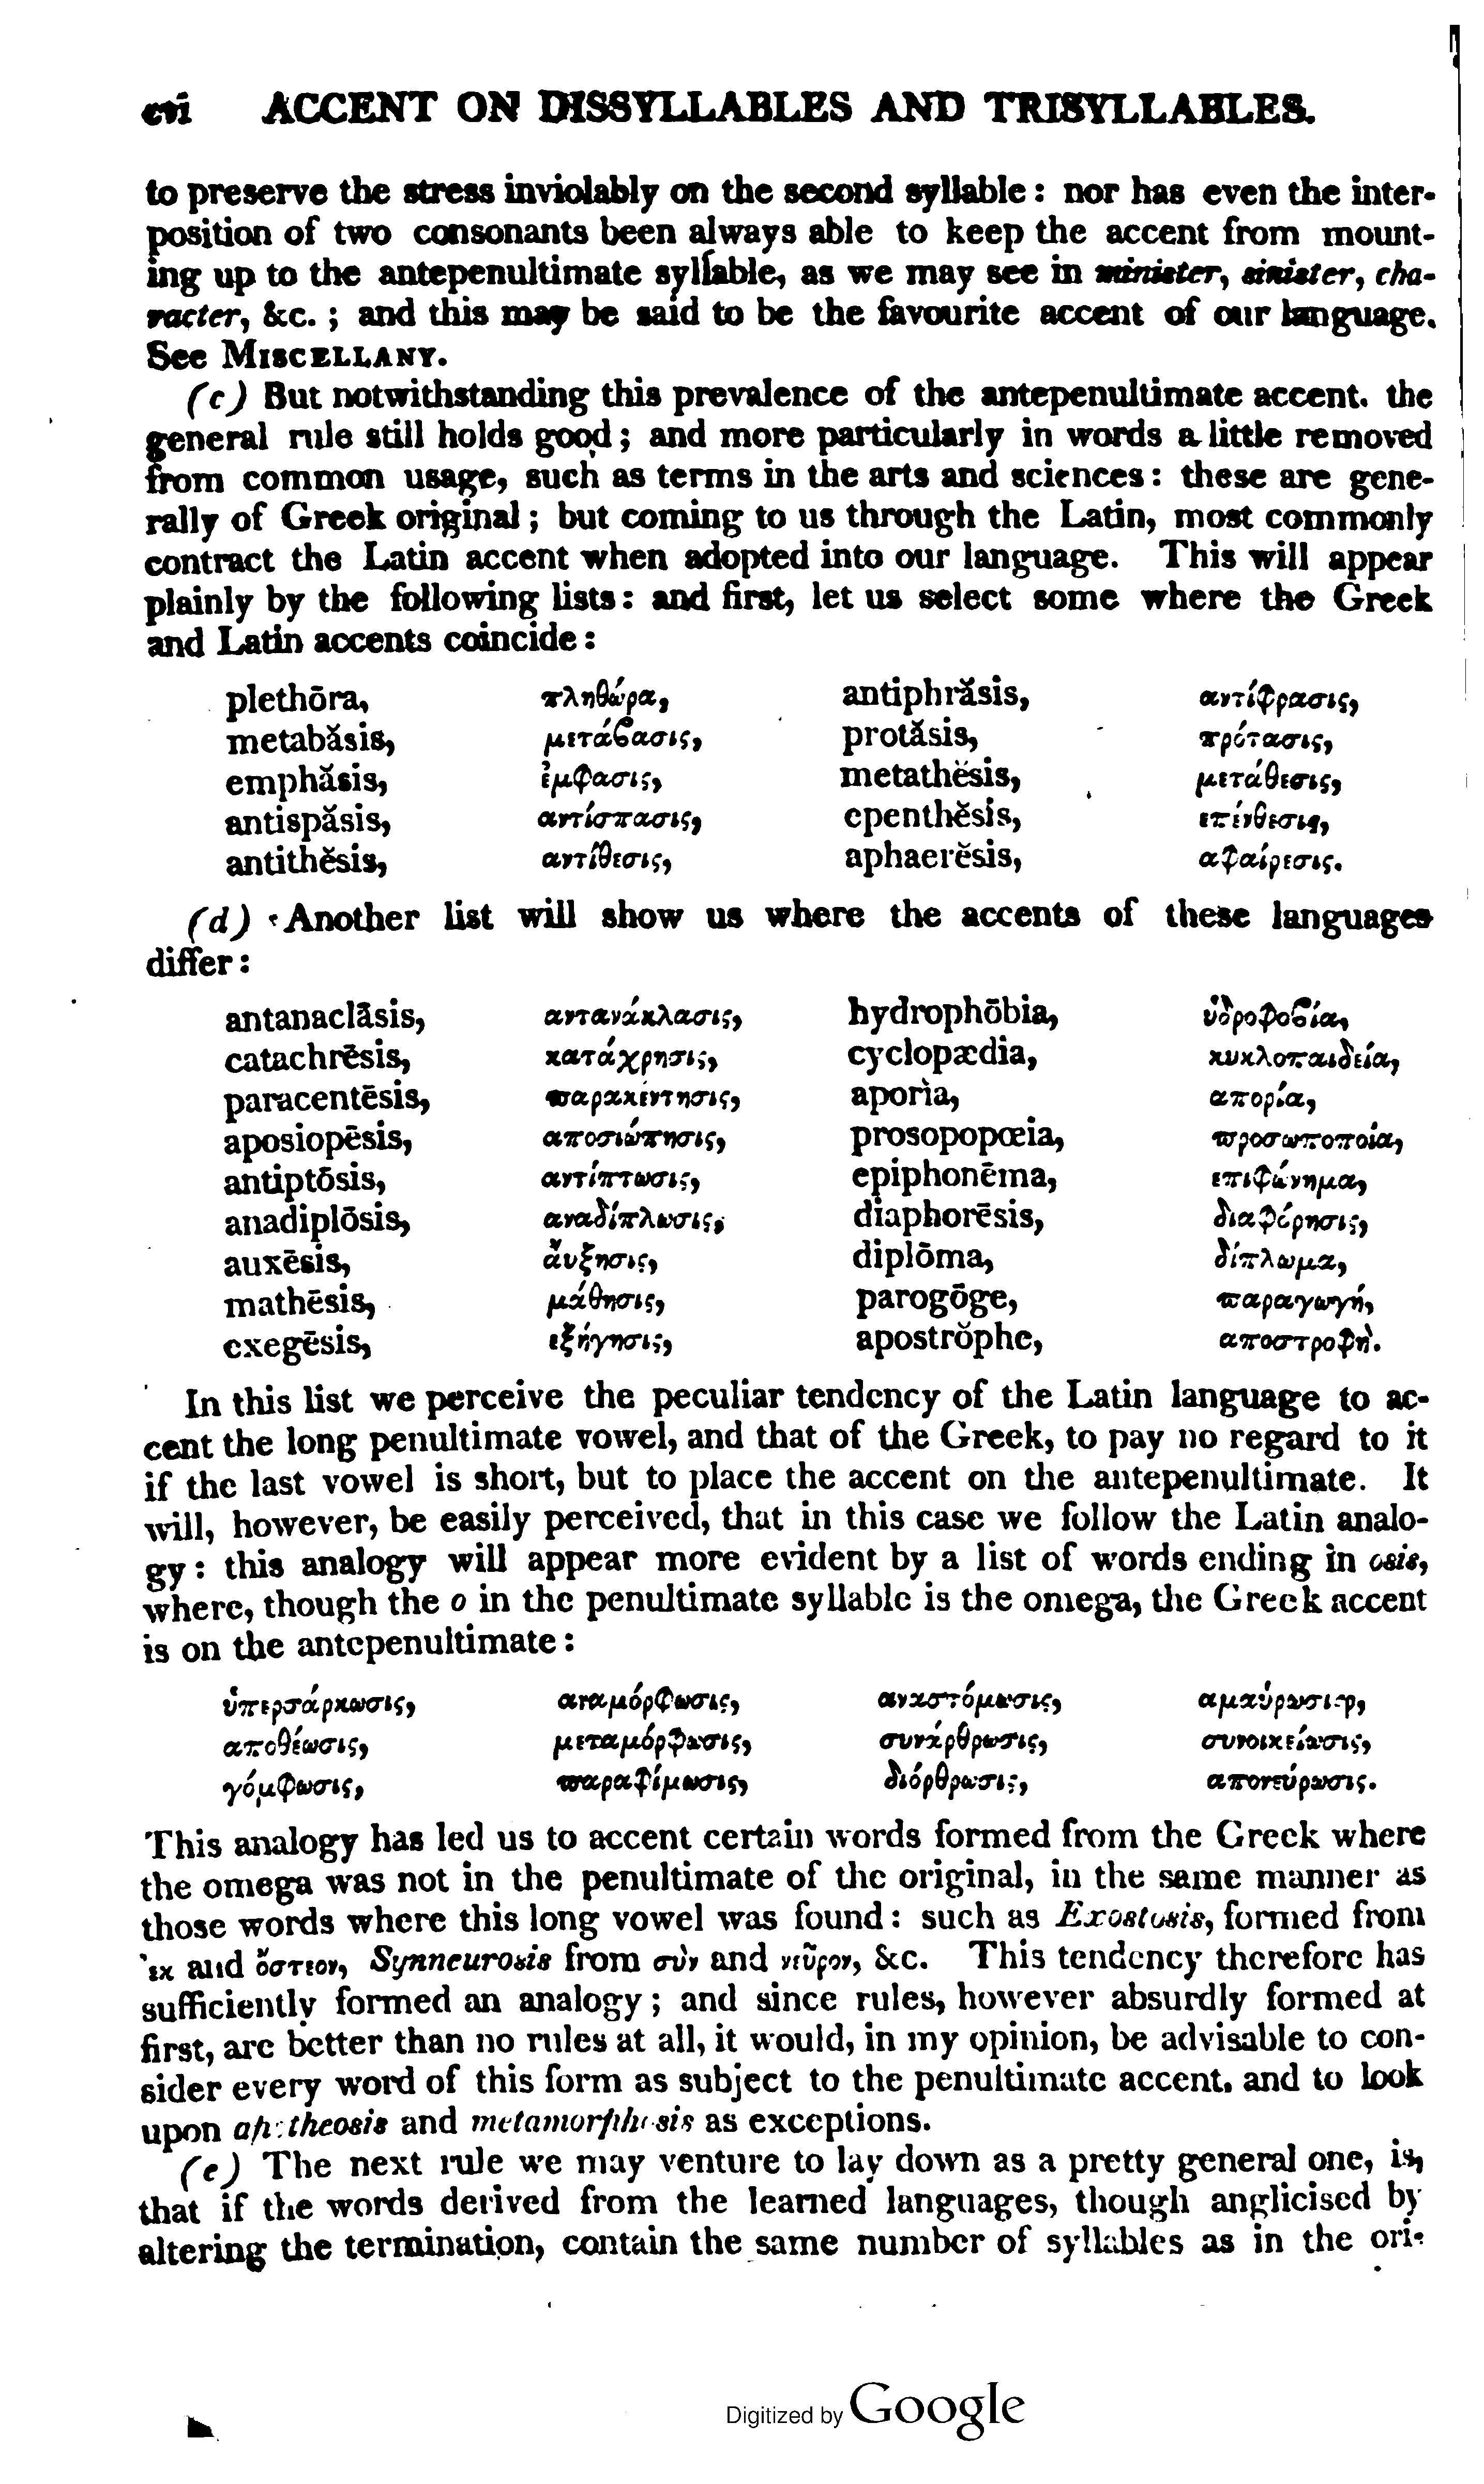 cvi ACCENT ON DISSYLLABLES AND TRISYLLABLES.
to preserve the stress inviolably on the second syllable : nor has even the inter-
position of two consonants been always able to keep the accent from mount-
ing up to the antepenultimate syllable, as we may see in minister, sinister, cha-
racter, &c. ; and this may be said to be the favourite accent of our language.
See MISCELLANY.
(c) But notwithstanding this prevalence of the antepenultimate accent. the
general rule still holds good ; and more particularly in words a little removed
from common usage, such as terms in the arts and sciences : these are gene-
rally of Greek original ; but coming to us through the Latin, most commonly
contract the Latin accent when adopted into our language. This will appear
plainly by the following lists : and first, let us select some where the Greek
and Latin accents coincide :
plethōra, πληθώρα, antiphrăsis, αντίφρασις,
metabăsis, μετάϐασις, protăsis, πρότασις,
emphăsis, ἐμφασις, metathĕsis, μετάθεσις,
antispăsis, αντίσπασις, epenthĕsis, επένθεσις,
antithĕsis, αντίθεσις, aphaerĕsis, αφαίρεσις.
(d) Another list will show us where the accents of these languages
differ :
antanaclāsis, αντανάκλασις, hydrophōbia, ὑδροφοϐία,
catachrēsis, κατάχρησις, cyclopædia, κυκλοπαιδεία,
paracentēsis, παρακέντησις, aporìa, απορία,
aposiopēsis, αποσιώπησις, prosopopœia, προσωποποιία,
antiptōsis, αντίπτωσις, epiphonēma, επιφώνημα,
anadiplōsis, αναδίπλωσις, diaphorēsis, διαφόρησις,
auxēsis, ἄυξησις, diplōma, δίπλωμα,
mathēsis, μάθησις, parogōge, παραγωγή,
exegēsis, εξήγησις, apostrŏphe, αποστροφὴ.
In this list we perceive the peculiar tendency of the Latin language to ac-
cent the long penultimate vowel, and that of the Greek, to pay no regard to it
if the last vowel is short, but to place the accent on the antepenultimate. It
will, however, be easily perceived, that in this case we follow the Latin analo-
gy : this analogy will appear more evident by a list of words ending in osis,
where, though the o in the penultimate syllable is the omega, the Greek accent
is on the antepenultimate :
ὑπερσάρκωσις, αναμόρφωσις, αναστόμωσις, αμαύρωσις,
αποθέωσις, μεταμόρφωσις, συνάρθρωσις, συνοικείωσις,
γόμφωσις, παραφίμωσις, διόρθρωσις, απονεύρωσις.
This analogy has led us to accent certain words formed from the Greek where
the omega was not in the penultimate of the original, in the same manner as
those words where this long vowel was found : such as Exostosis, formed from
ἐκ and ὄστεον, Synneurosis from σὺν and νεῦρον, &c. This tendency therefore has
sufficiently formed an analogy ; and since rules, however absurdly formed at
first, are better than no rules at all, it would, in my opinion, be advisable to con-
sider every word of this form as subject to the penultimate accent, and to look
upon apotheosis and metamorphosis as exceptions.
(e) The next rule we may venture to lay down as a pretty general one, is,
that if the words derived from the learned languages, though anglicised by
altering the termination, contain the same number of syllables as in the ori-
Digitized by Google